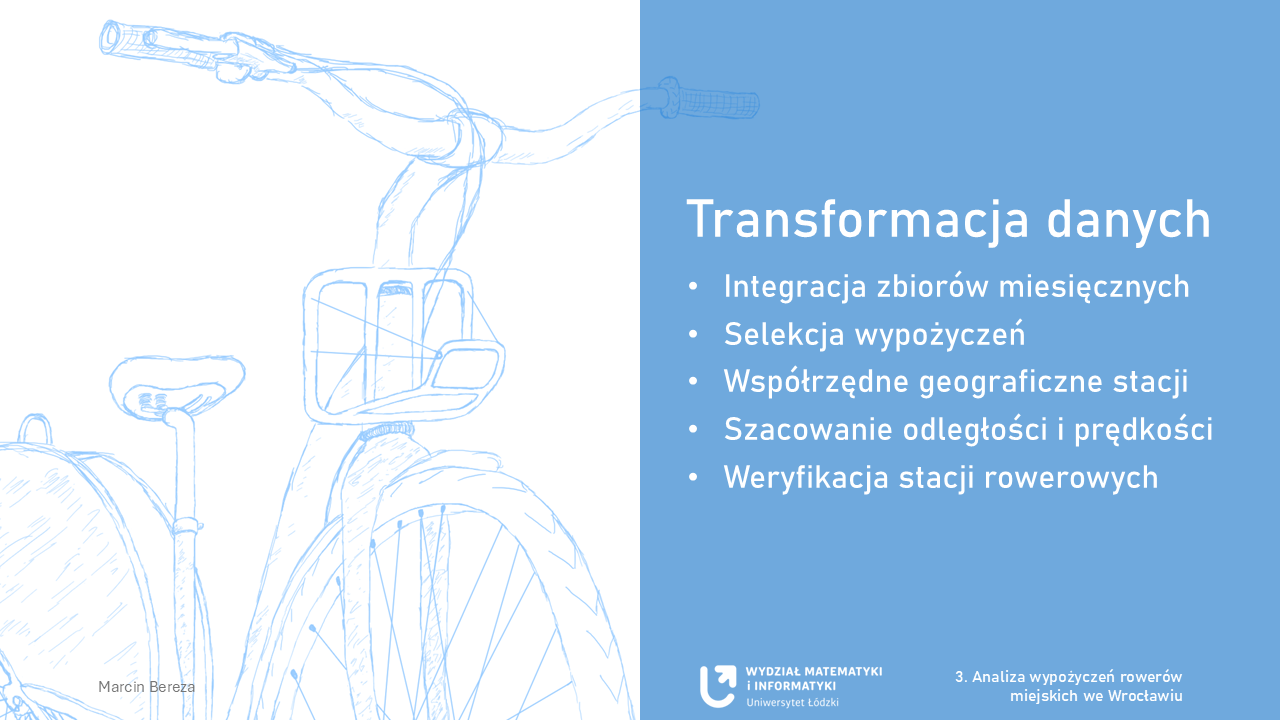 Transformacja danych
• Integracja zbiorów miesięcznych
• Selekcja wypożyczeń
• Współrzędne geograficzne stacji
• Szacowanie odległości i prędkości
• Weryfikacja stacji rowerowych
Marcin Bereza
WYDZIAŁ MATEMATYKI
i INFORMATYKI
Uniwersytet Łódzki
3. Analiza wypożyczeń rowerów
miejskich we Wrocławiu